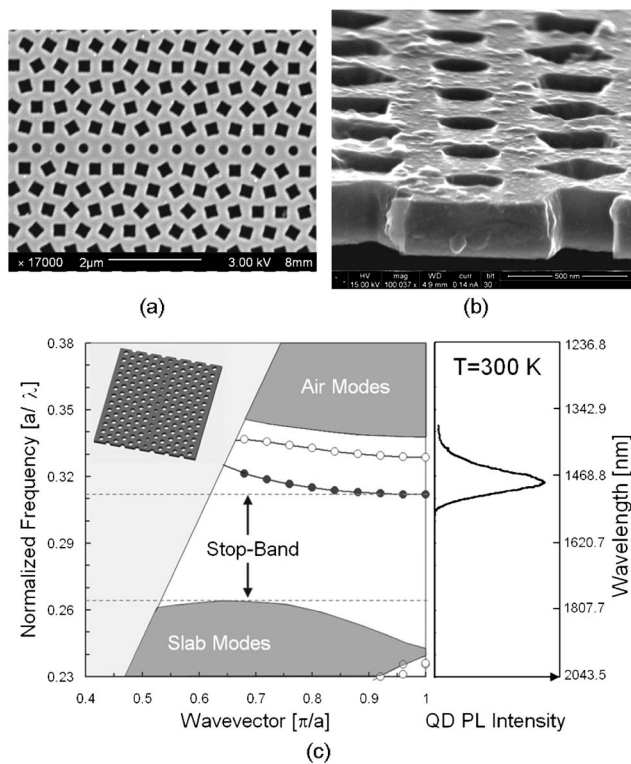 × 17000 2μm 3.00 kV 8mm
HV mag WD curr tilt
15.00 kV 100 037 x 4.9 mm 0.14 nA 30 500 nm
(a)
(b)
0.38
0.35
0.32
0.29
0.26
0.23
Normalized Frequency [a/ λ]
Air Modes
Stop-Band
Slab Modes
0.4 0.5 0.6 0.7 0.8 0.9 1
Wavevector [π/a]
T=300 K
QD PL Intensity
1236.8
1342.9
1468.8
1620.7
1807.7
2043.5
Wavelength [nm]
(c)